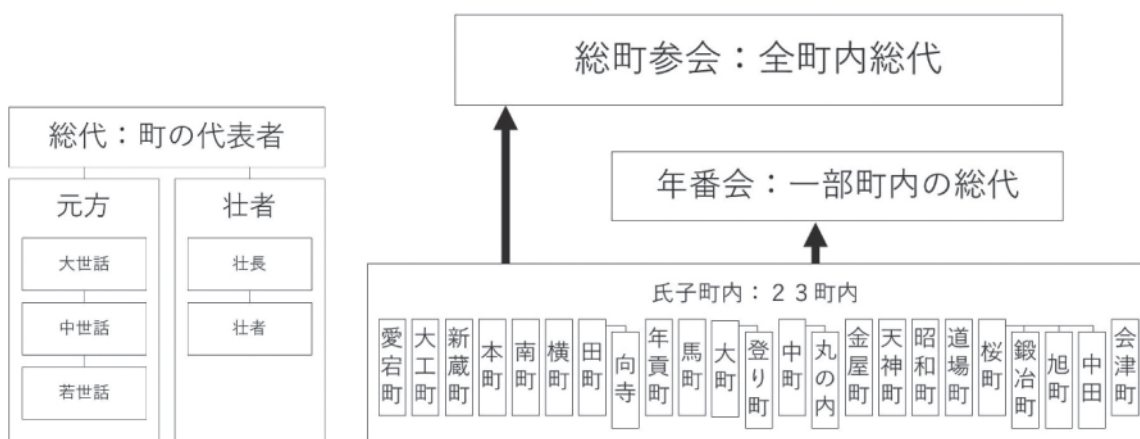 総町参会：全町内総代
総代：町の代表者
元方
大世話
中世話
若世話
壮者
壮長
壮者
年番会：一部町内の総代
氏子町内：２３町内
愛宕町
大工町
新蔵町
本町
南町
横町
田町
向寺
年貢町
馬町
大町
登り町
中町
丸の内
金屋町
天神町
昭和町
道場町
桜町
鍛冶町
旭町
中田
会津町